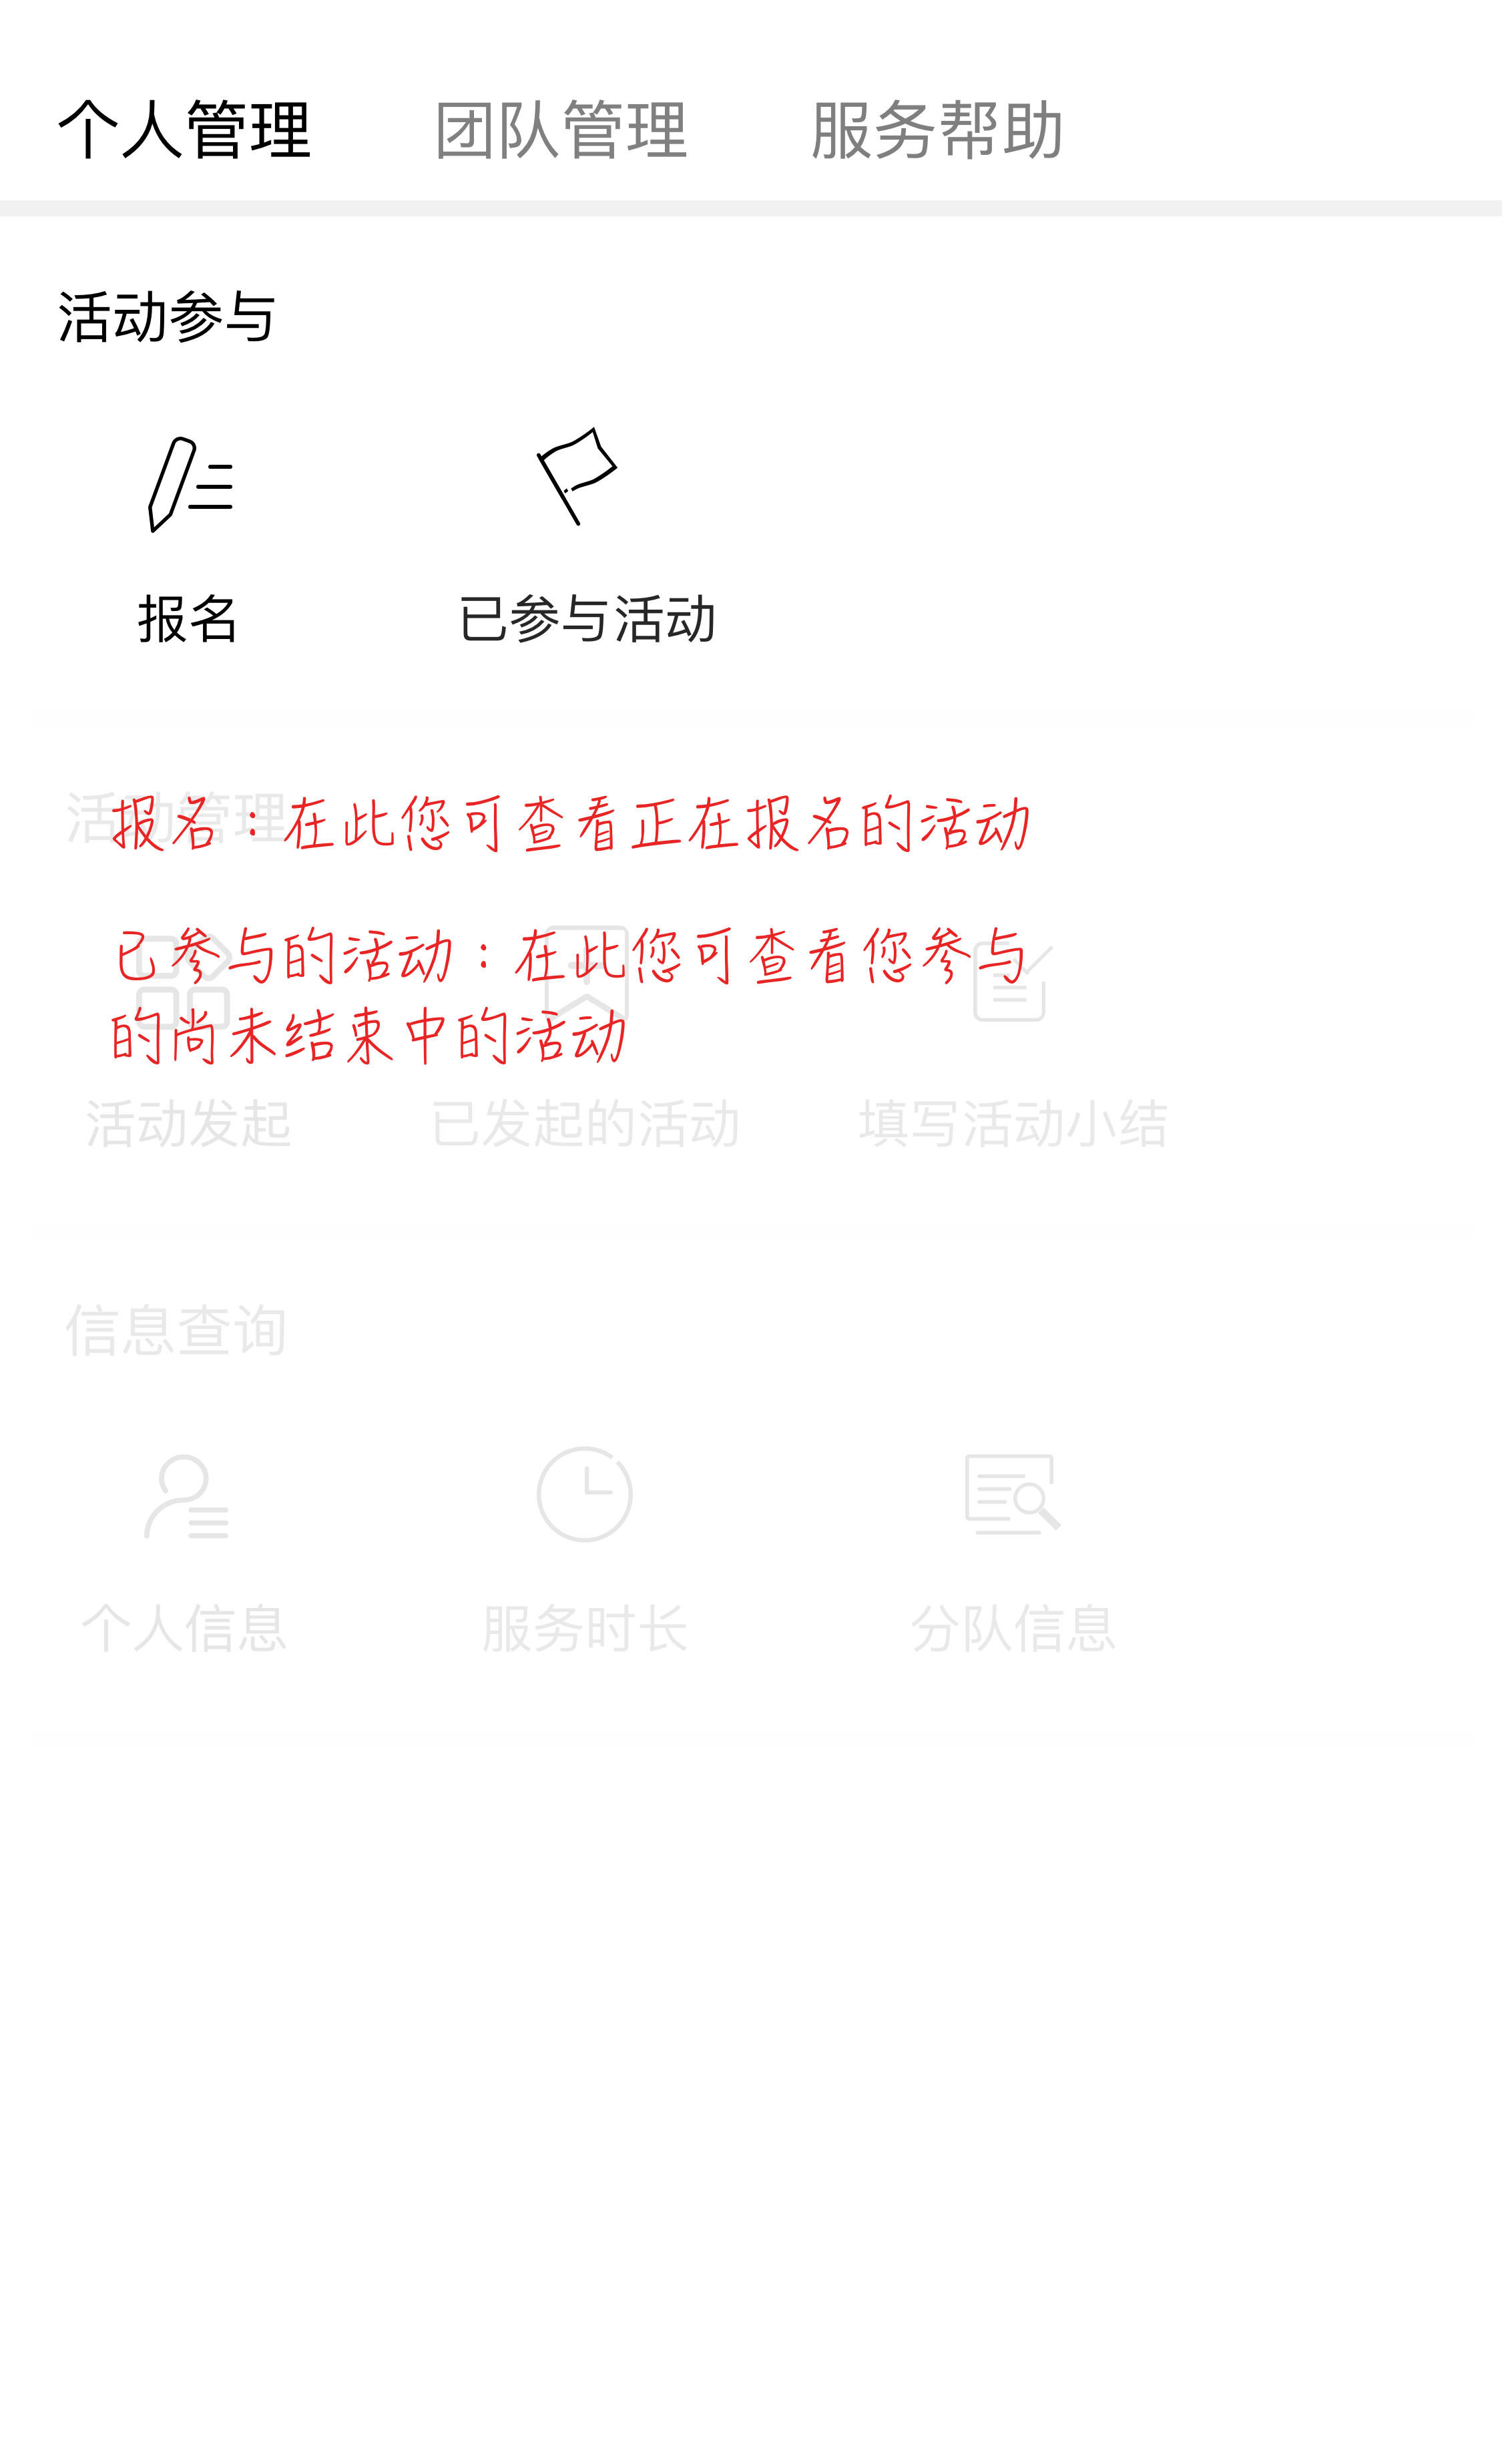 个人管理 团队管理 服务帮助
活动参与
报名 已参与活动
活动管理
报名：在此您可查看正在报名的活动
已参与的活动：在此您可查看您参与
的尚未结束中的活动
活动发起 已发起的活动 填写活动小结
信息查询
个人信息 服务时长 分队信息